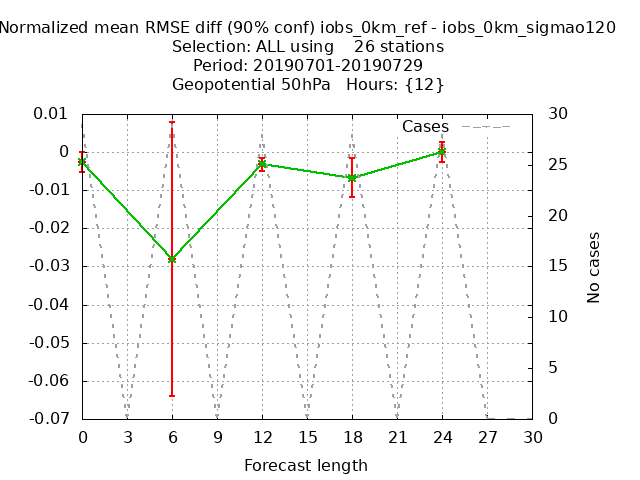 Normalized mean RMSE diff (90% conf) iobs_0km_ref - iobs_0km_sigmao120
Selection: ALL using    26 stations
Period: 20190701-20190729
Geopotential 50hPa   Hours: {12}
Cases
0.01
0
-0.01
-0.02
-0.03
-0.04
-0.05
-0.06
-0.07
30
25
20
15
10
5
0
No cases
0 3 6 9 12 15 18 21 24 27 30
Forecast length